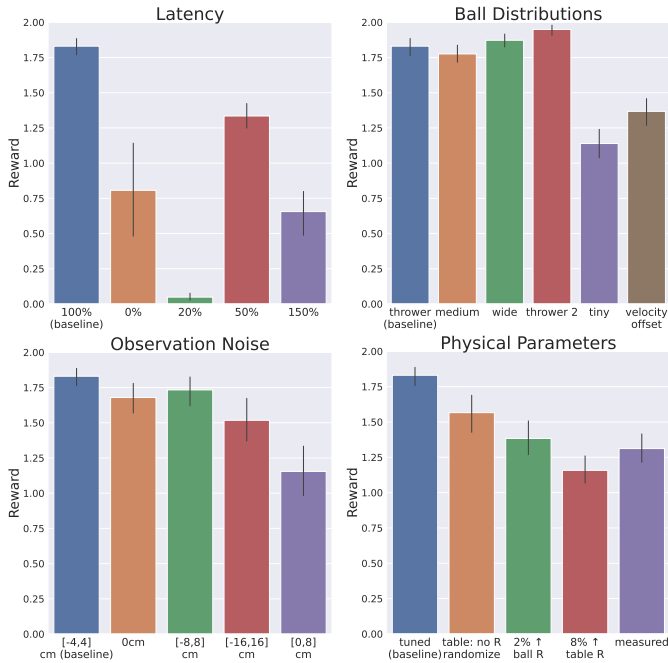 Latency
Reward
2.00
1.75
1.50
1.25
1.00
0.75
0.50
0.25
0.00
100%
(baseline)
0%
20%
50%
150%
Ball Distributions
Reward
2.00
1.75
1.50
1.25
1.00
0.75
0.50
0.25
0.00
thrower
(baseline)
medium
wide
thrower 2
tiny
velocity
offset
Observation Noise
Reward
2.00
1.75
1.50
1.25
1.00
0.75
0.50
0.25
0.00
[-4,4]
cm (baseline)
0cm
[-8,8]
cm
[-16,16]
cm
[0,8]
cm
Physical Parameters
Reward
2.00
1.75
1.50
1.25
1.00
0.75
0.50
0.25
0.00
tuned
(baseline)
table: no R
randomize
2% ↑
ball R
8% ↑
table R
measured